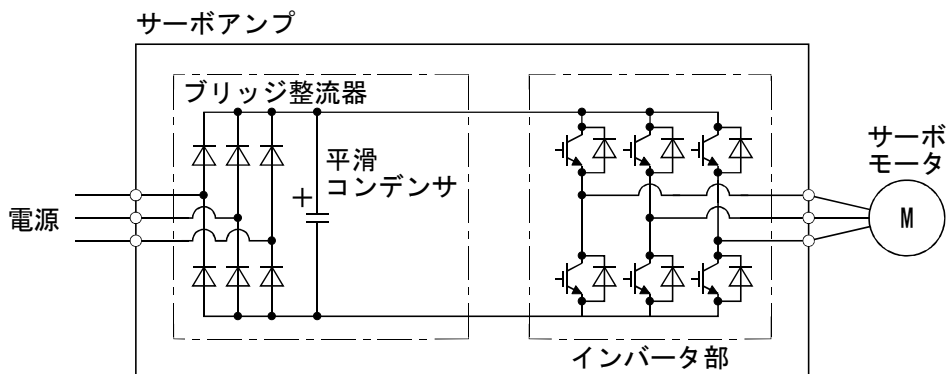 サーボアンプ
ブリッジ整流器
平滑
コンデンサ
+
電源
サーボ
モータ
M
インバータ部